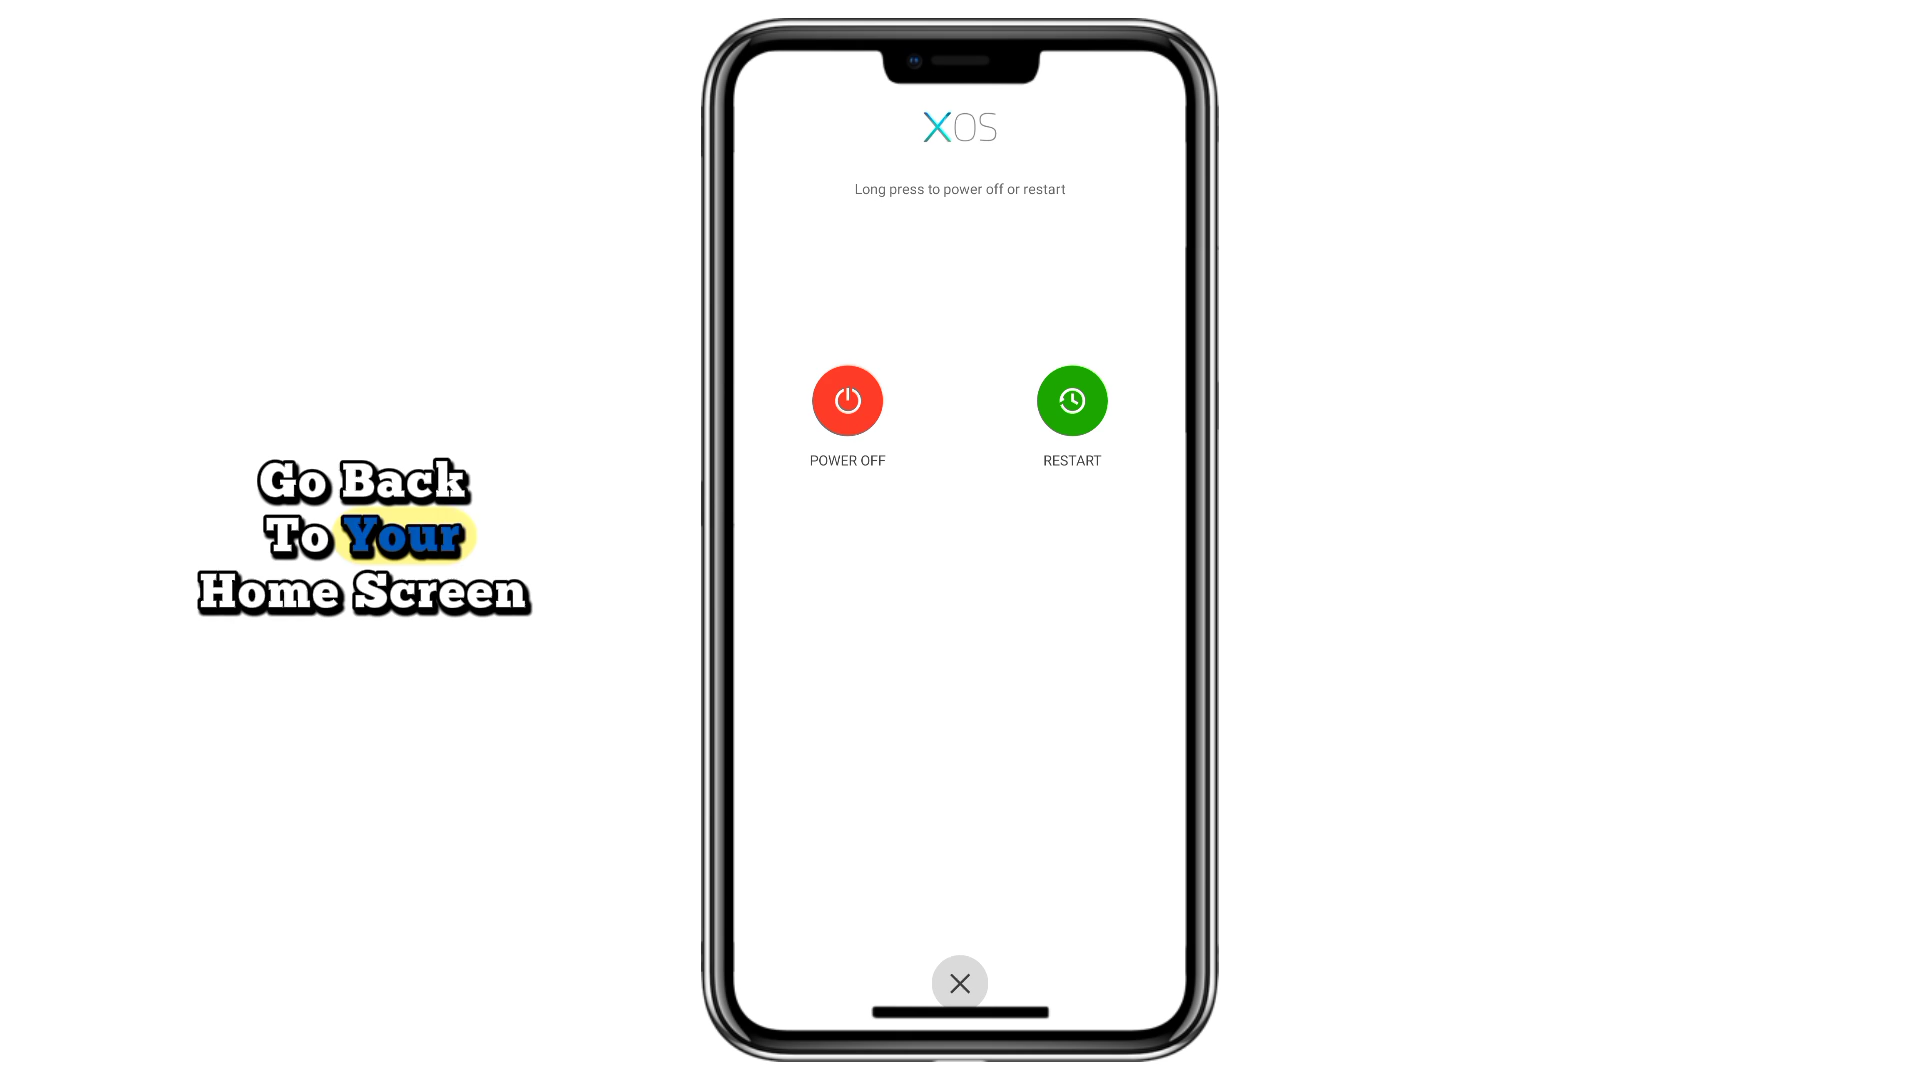 Go Back
To Your
Home Screen
XOS
Long press to power off or restart
POWER OFF
RESTART